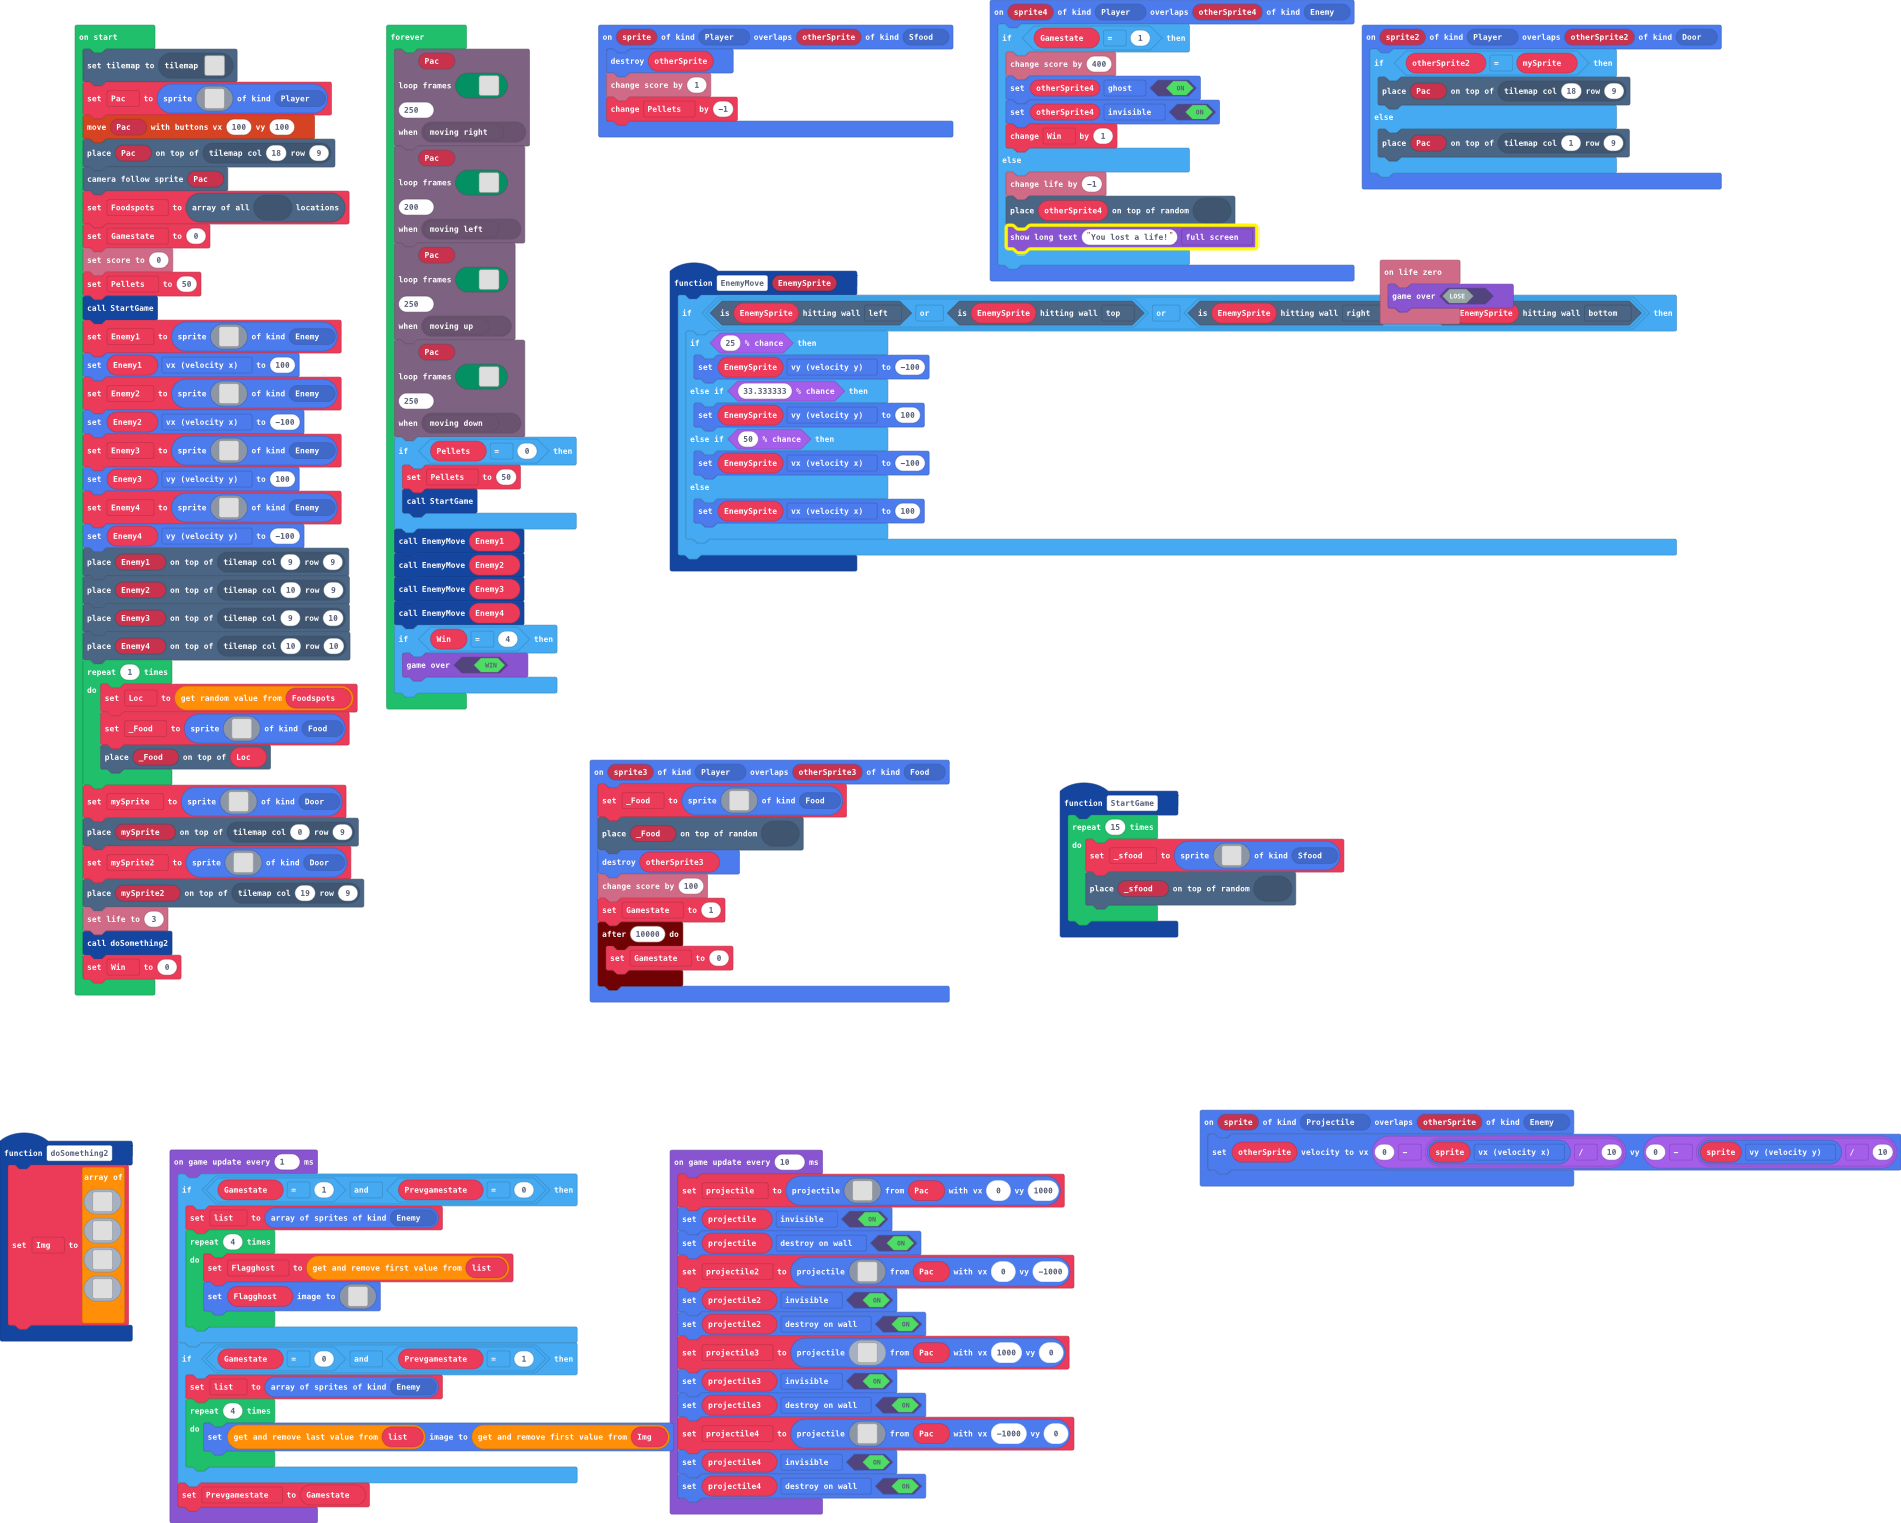 on start
set tilemap to tilemap
set Pac to sprite of kind Player
move Pac with buttons vx 100 vy 100
place Pac on top of tilemap col 18 row 9
camera follow sprite Pac
set Foodspots to array of all locations
set Gamestate to 0
set score to 0
set Pellets to 50
call StartGame
set Enemy1 to sprite of kind Enemy
set Enemy1 vx (velocity x) to 100
set Enemy2 to sprite of kind Enemy
set Enemy2 vx (velocity x) to −100
set Enemy3 to sprite of kind Enemy
set Enemy3 vy (velocity y) to 100
set Enemy4 to sprite of kind Enemy
set Enemy4 vy (velocity y) to −100
place Enemy1 on top of tilemap col 9 row 9
place Enemy2 on top of tilemap col 10 row 9
place Enemy3 on top of tilemap col 9 row 10
place Enemy4 on top of tilemap col 10 row 10
repeat 1 times
do
set Loc to get random value from Foodspots
set _Food to sprite of kind Food
place _Food on top of Loc
set mySprite to sprite of kind Door
place mySprite on top of tilemap col 0 row 9
set mySprite2 to sprite of kind Door
place mySprite2 on top of tilemap col 19 row 9
set life to 3
call doSomething2
set Win to 0
forever
Pac
loop frames
250
when moving right
Pac
loop frames
200
when moving left
Pac
loop frames
250
when moving up
Pac
loop frames
250
when moving down
if Pellets = 0 then
set Pellets to 50
call StartGame
call EnemyMove Enemy1
call EnemyMove Enemy2
call EnemyMove Enemy3
call EnemyMove Enemy4
if Win = 4 then
game over WIN
on sprite of kind Player overlaps otherSprite of kind Sfood
destroy otherSprite
change score by 1
change Pellets by −1
on sprite4 of kind Player overlaps otherSprite4 of kind Enemy
if Gamestate = 1 then
change score by 400
set otherSprite4 ghost ON
set otherSprite4 invisible ON
change Win by 1
else
change life by −1
place otherSprite4 on top of random
show long text "You lost a life!" full screen
on sprite2 of kind Player overlaps otherSprite2 of kind Door
if otherSprite2 = mySprite then
place Pac on top of tilemap col 18 row 9
else
place Pac on top of tilemap col 1 row 9
on life zero
game over LOSE
function EnemyMove EnemySprite
if is EnemySprite hitting wall left or is EnemySprite hitting wall top or is EnemySprite hitting wall right EnemySprite hitting wall bottom then
if 25 % chance then
set EnemySprite vy (velocity y) to −100
else if 33.333333 % chance then
set EnemySprite vy (velocity y) to 100
else if 50 % chance then
set EnemySprite vx (velocity x) to −100
else
set EnemySprite vx (velocity x) to 100
on sprite3 of kind Player overlaps otherSprite3 of kind Food
set _Food to sprite of kind Food
place _Food on top of random
destroy otherSprite3
change score by 100
set Gamestate to 1
after 10000 do
set Gamestate to 0
function StartGame
repeat 15 times
do
set _sfood to sprite of kind Sfood
place _sfood on top of random
function doSomething2
array of
set Img to
on game update every 1 ms
if Gamestate = 1 and Prevgamestate = 0 then
set list to array of sprites of kind Enemy
repeat 4 times
do
set Flagghost to get and remove first value from list
set Flagghost image to
if Gamestate = 0 and Prevgamestate = 1 then
set list to array of sprites of kind Enemy
repeat 4 times
do
set get and remove last value from list image to get and remove first value from Img
set Prevgamestate to Gamestate
on game update every 10 ms
set projectile to projectile from Pac with vx 0 vy 1000
set projectile invisible ON
set projectile destroy on wall ON
set projectile2 to projectile from Pac with vx 0 vy −1000
set projectile2 invisible ON
set projectile2 destroy on wall ON
set projectile3 to projectile from Pac with vx 1000 vy 0
set projectile3 invisible ON
set projectile3 destroy on wall ON
set projectile4 to projectile from Pac with vx −1000 vy 0
set projectile4 invisible ON
set projectile4 destroy on wall ON
on sprite of kind Projectile overlaps otherSprite of kind Enemy
set otherSprite velocity to vx 0 − sprite vx (velocity x) / 10 vy 0 − sprite vy (velocity y) / 10